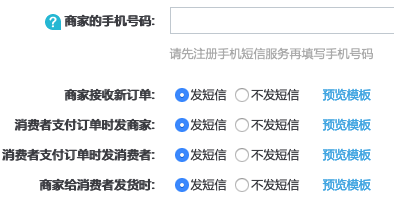 商家的手机号码:
请先注册手机短信服务再填写手机号码
商家接收新订单: 发短信 不发短信 预览模板
消费者支付订单时发商家: 发短信 不发短信 预览模板
消费者支付订单时发消费者: 发短信 不发短信 预览模板
商家给消费者发货时: 发短信 不发短信 预览模板